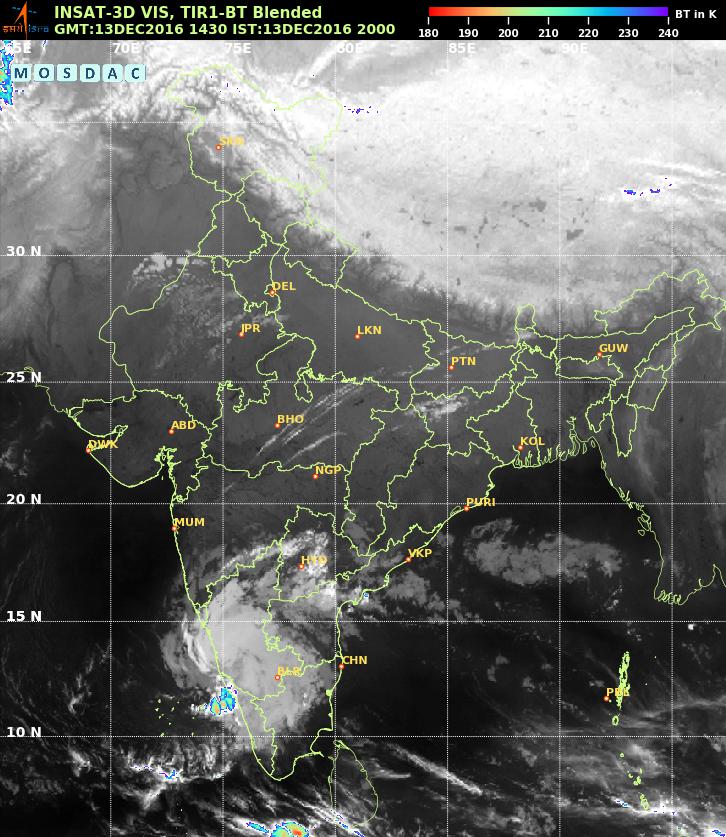 INSAT-3D VIS, TIR1-BT Blended
GMT:13DEC2016 1430 IST:13DEC2016 2000
BT in K
180 190 200 210 220 230 240
65E 70E 75E 80E 85E 90E
M O S D A C
SRN
30 N
DEL
JPR
LKN
GUW
PTN
25 N
BHO
ABD
KOL
DWK
NGP
20 N
PURI
MUM
VKP
HYD
15 N
CHN
BLR
PBL
10 N